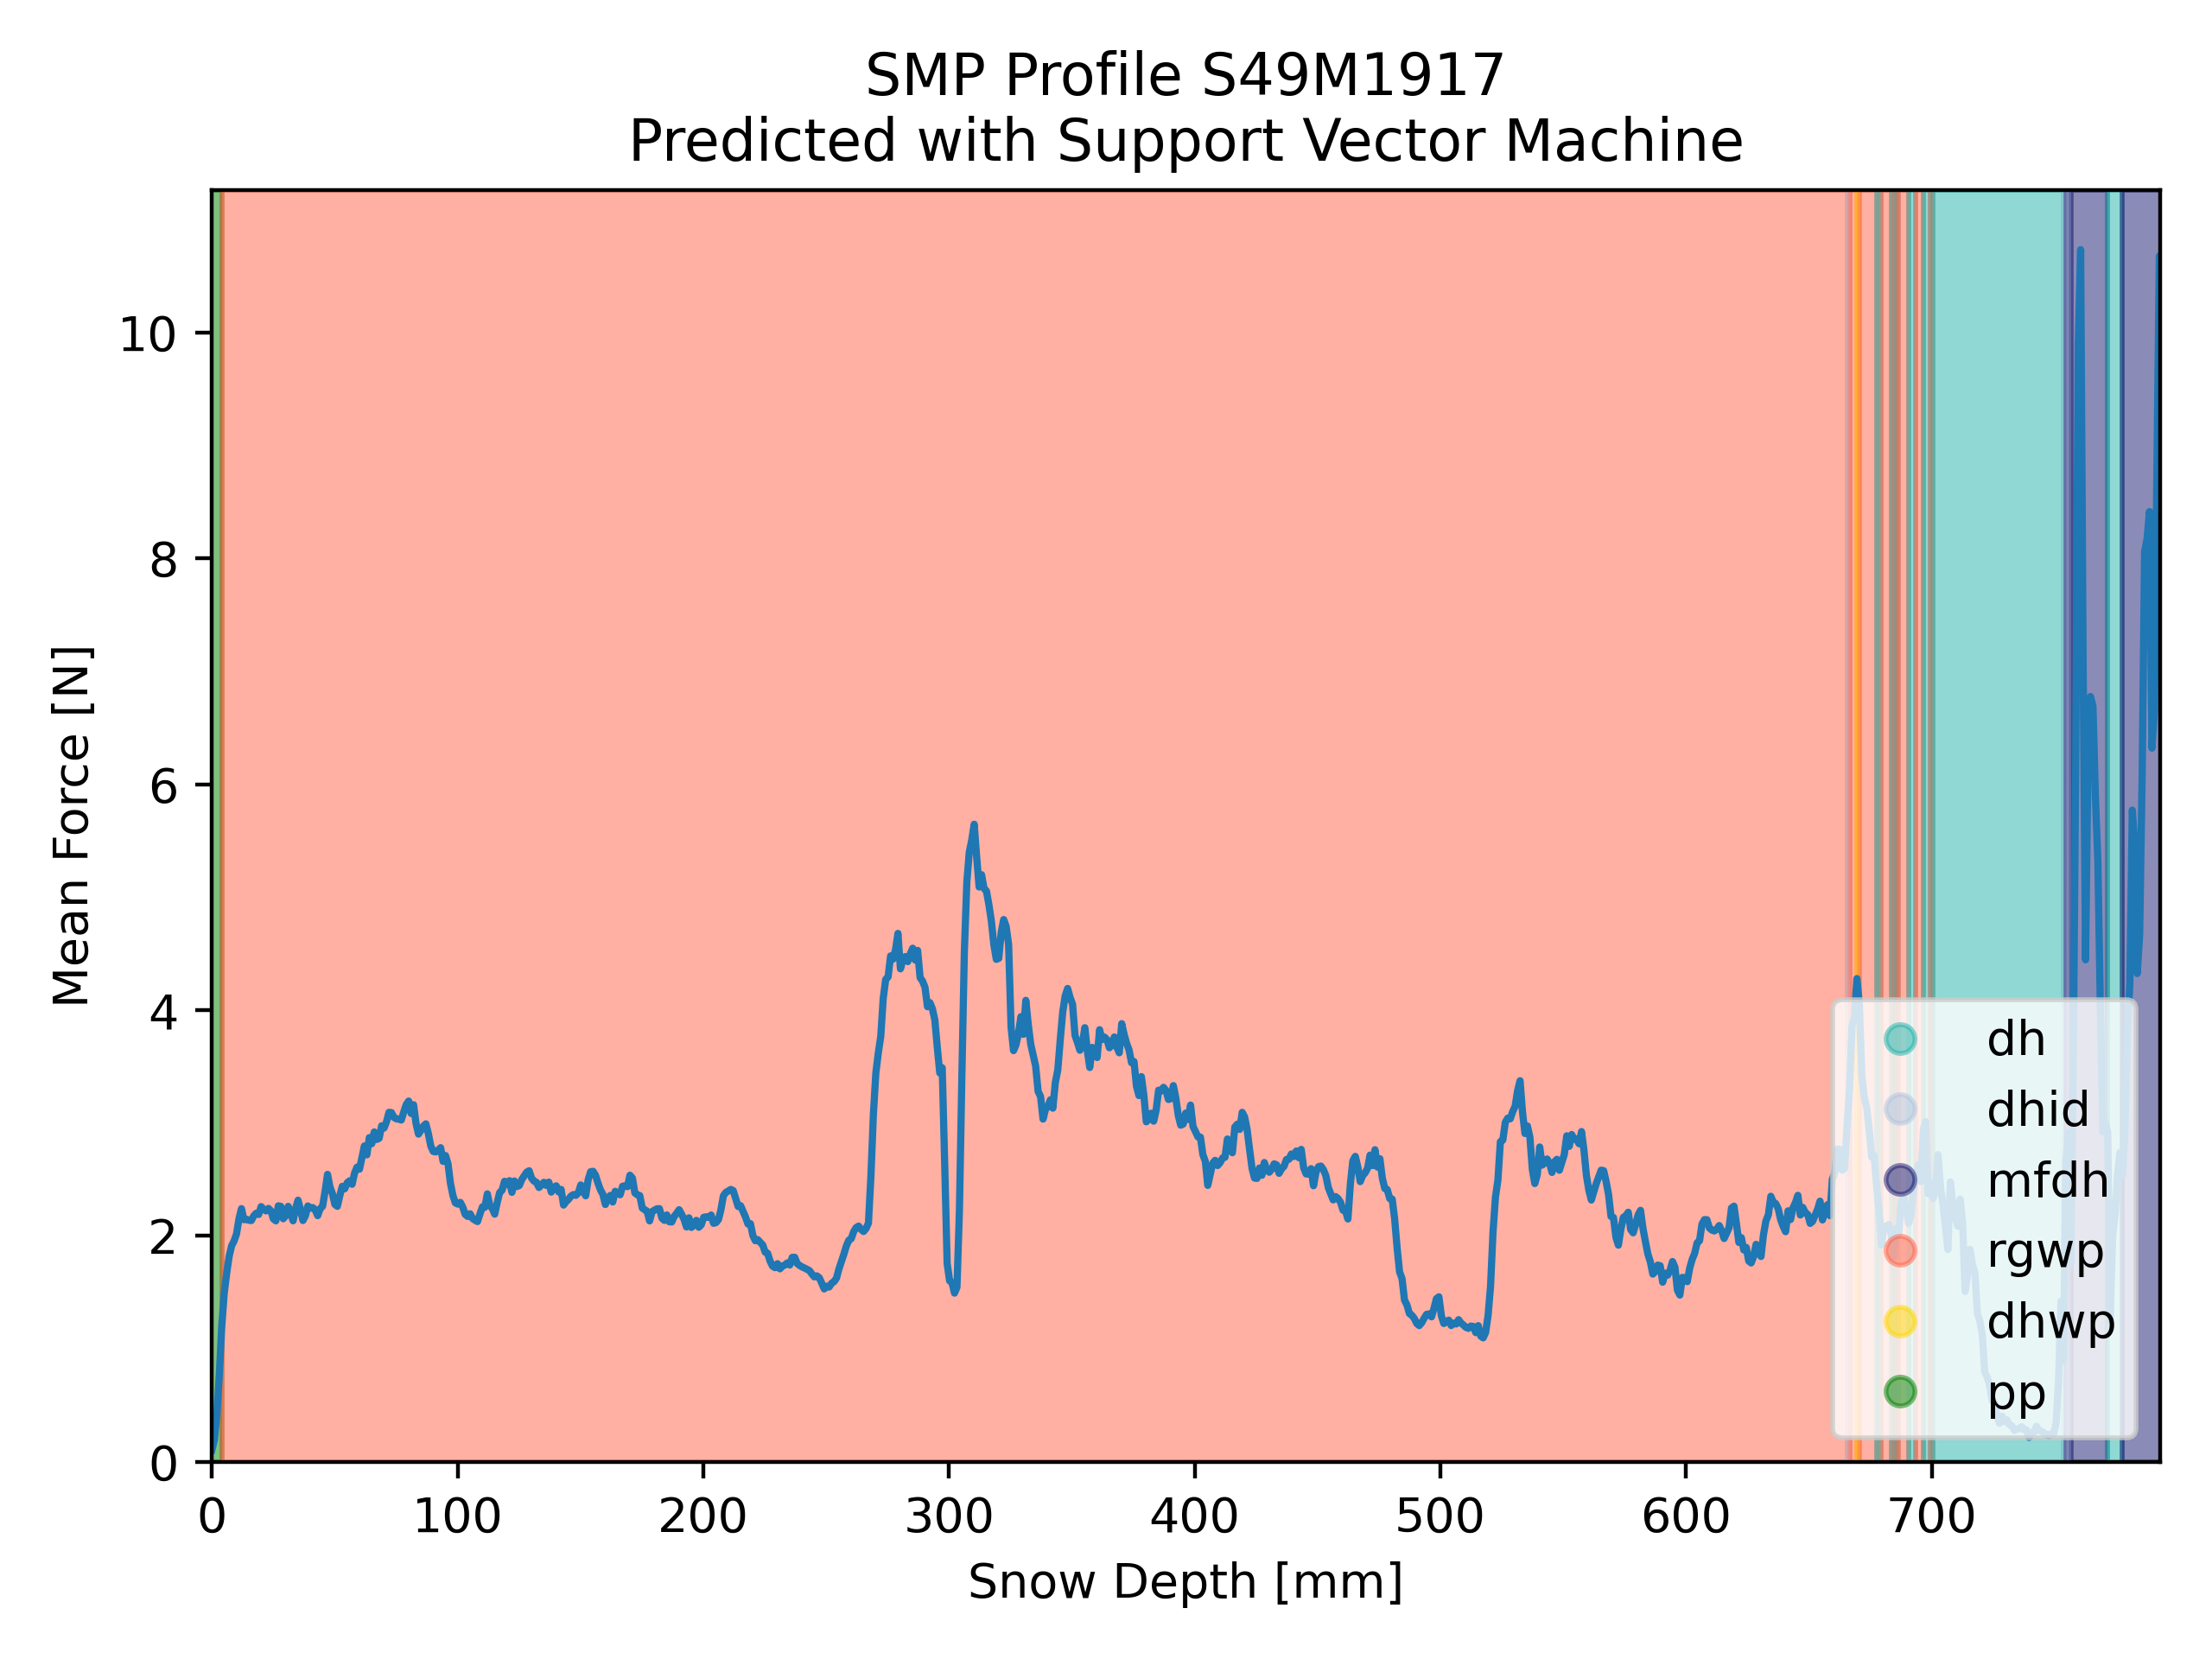 SMP Profile S49M1917
Predicted with Support Vector Machine
Mean Force [N]
10
8
6
4
2
0
dh
dhid
mfdh
rgwp
dhwp
pp
0 100 200 300 400 500 600 700
Snow Depth [mm]